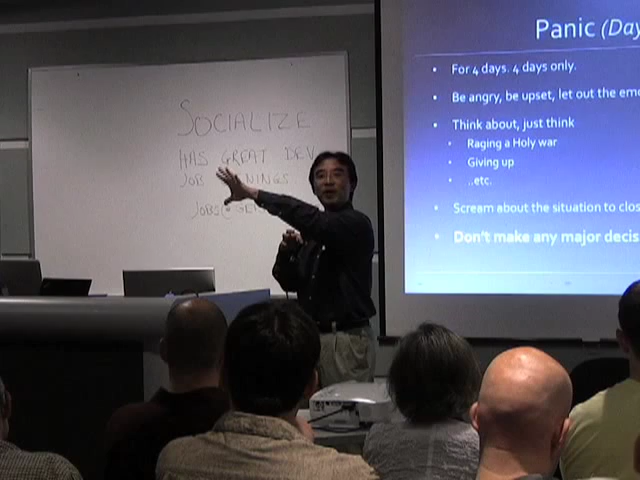 SOCIALIZE
HAS GREAT DEV
JOB
JOBS@
Panic (Day
For 4 days. 4 days only.
Be angry, be upset, let out the emo
Think about, just think
Raging a Holy war
Giving up
..etc.
Scream about the situation to clos
Don't make any major decis